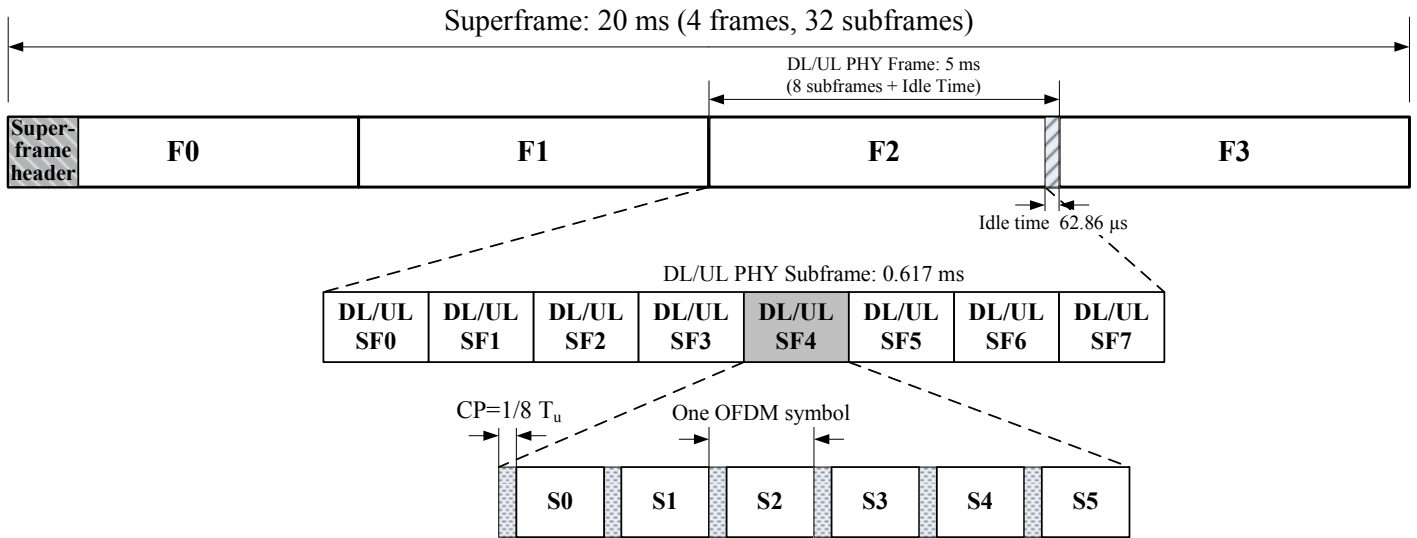 Superframe: 20 ms (4 frames, 32 subframes)
DL/UL PHY Frame: 5 ms
(8 subframes + Idle Time)
Super-
frame
header
F0
F1
F2
F3
Idle time 62.86 μs
DL/UL PHY Subframe: 0.617 ms
DL/UL
SF0
DL/UL
SF1
DL/UL
SF2
DL/UL
SF3
DL/UL
SF4
DL/UL
SF5
DL/UL
SF6
DL/UL
SF7
CP=1/8 Tu
One OFDM symbol
S0
S1
S2
S3
S4
S5